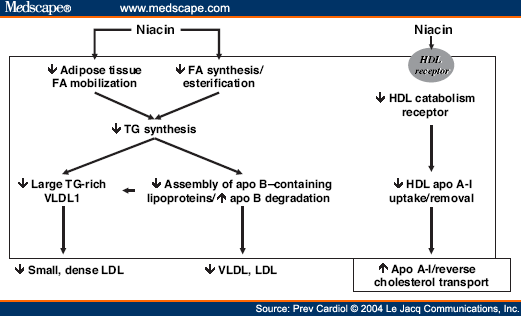 Medscape® www.medscape.com
Niacin
Niacin
HDL
receptor
↓ Adipose tissue
FA mobilization
↓ FA synthesis/
esterification
↓ HDL catabolism
receptor
↓ TG synthesis
↓ Large TG-rich
VLDL1
↓ Assembly of apo B–containing
lipoproteins/↑ apo B degradation
↓ HDL apo A-I
uptake/removal
↓ Small, dense LDL
↓ VLDL, LDL
↑ Apo A-I/reverse
cholesterol transport
Source: Prev Cardiol © 2004 Le Jacq Communications, Inc.